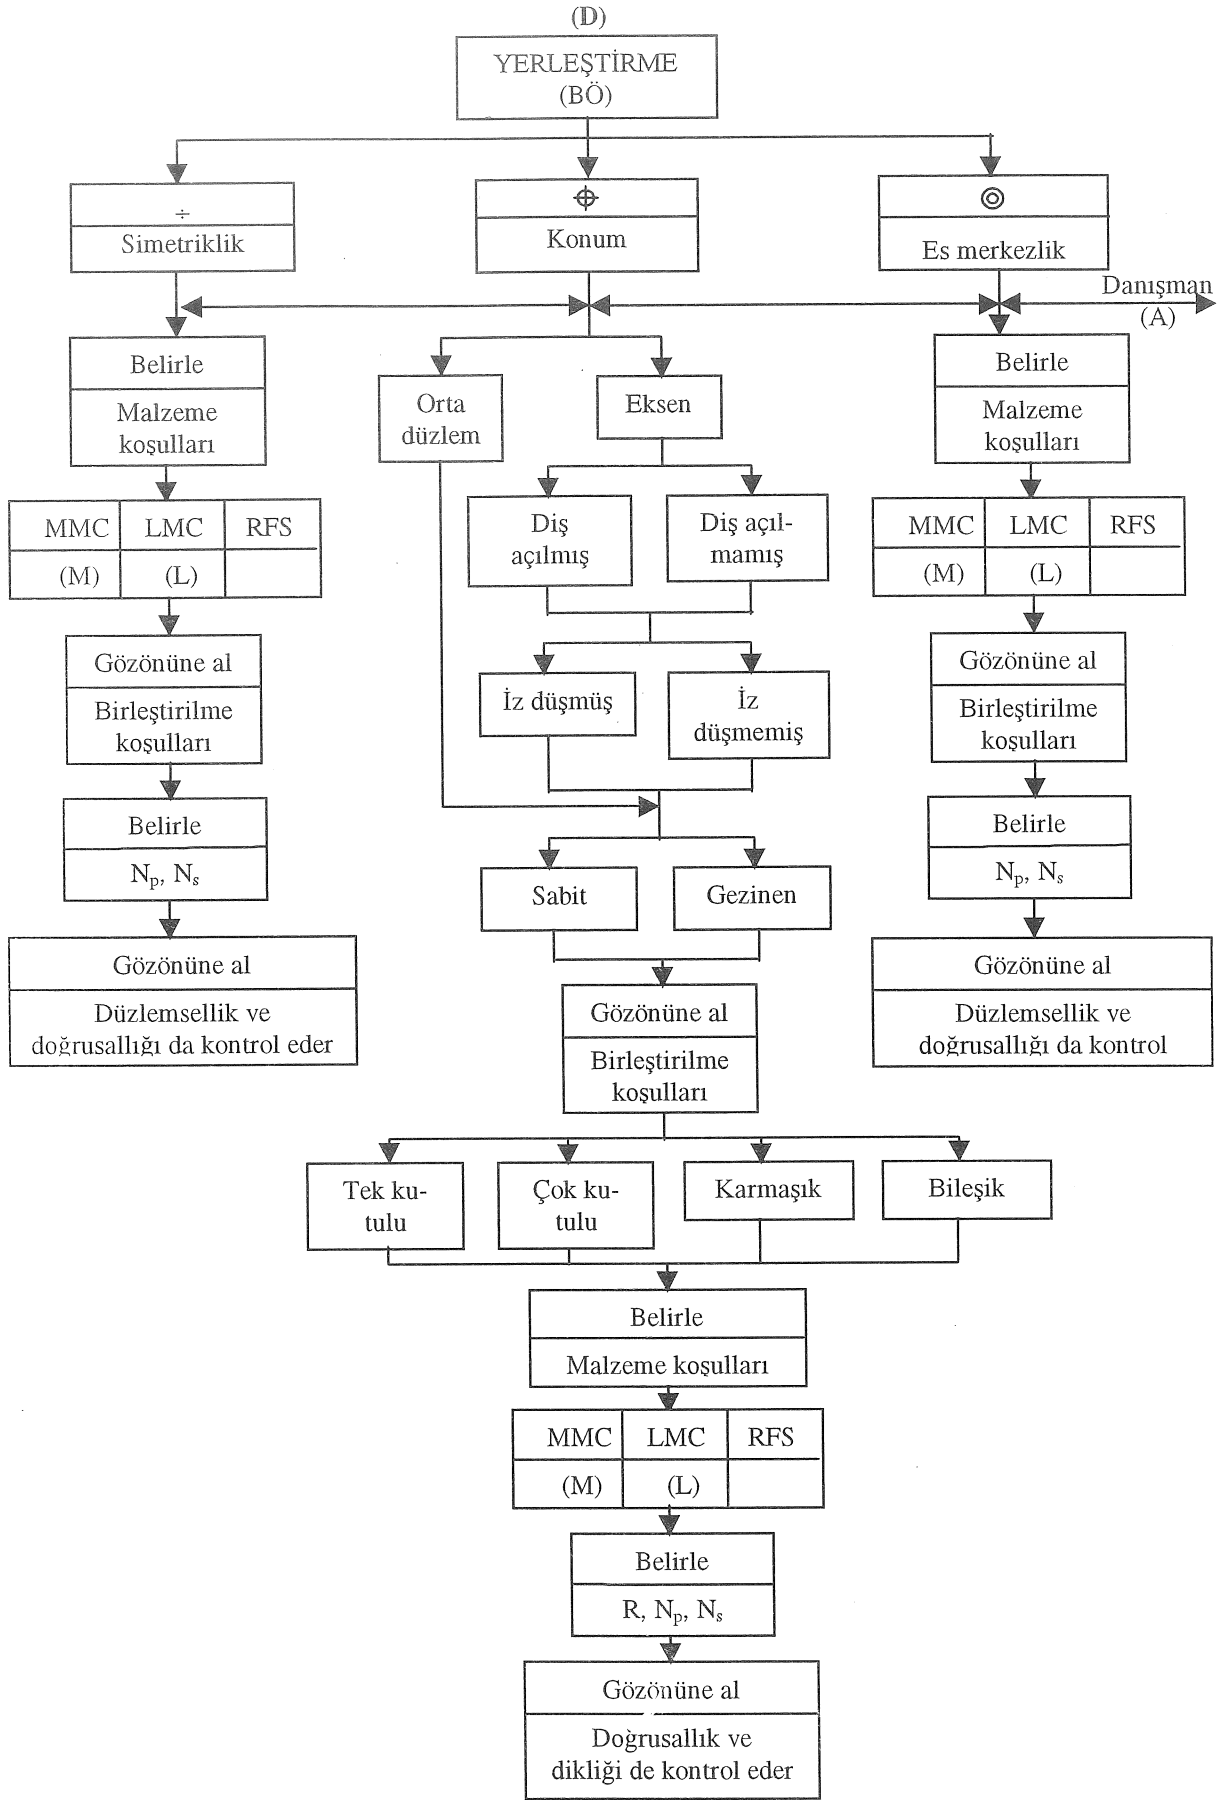 (D)
YERLEŞTİRME
(BÖ)
÷
Simetriklik
⌖
Konum
◎
Es merkezlik
Danışman
(A)
Belirle
Malzeme
koşulları
MMC LMC RFS
(M) (L)
Gözönüne al
Birleştirilme
koşulları
Belirle
Np, Ns
Gözönüne al
Düzlemsellik ve
doğrusallığı da kontrol eder
Orta
düzlem
Eksen
Diş
açılmış
Diş açıl-
mamış
İz düşmüş
İz
düşmemiş
Sabit
Gezinen
Gözönüne al
Birleştirilme
koşulları
Tek ku-
tulu
Çok ku-
tulu
Karmaşık
Bileşik
Belirle
Malzeme koşulları
MMC LMC RFS
(M) (L)
Belirle
R, Np, Ns
Gözönüne al
Doğrusallık ve
dikliği de kontrol eder
Belirle
Malzeme
koşulları
MMC LMC RFS
(M) (L)
Gözönüne al
Birleştirilme
koşulları
Belirle
Np, Ns
Gözönüne al
Düzlemsellik ve
doğrusallığı da kontrol